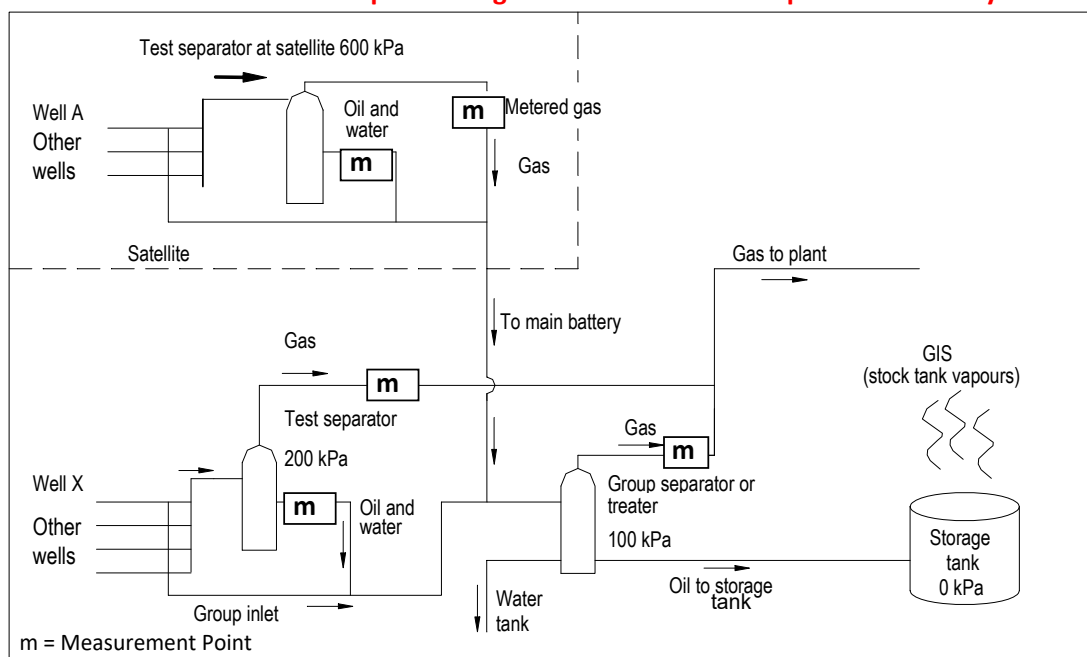 Test separator at satellite 600 kPa
Well A
Other
wells
Oil and
water
m
m
Metered gas
Gas
Satellite
Gas to plant
To main battery
Gas
m
GIS
(stock tank vapours)
Test separator
200 kPa
Gas
m
Well X
Other
wells
m
Oil and
water
Group separator or
treater
100 kPa
Storage
tank
0 kPa
Oil to storage
tank
Group inlet
Water
tank
m = Measurement Point